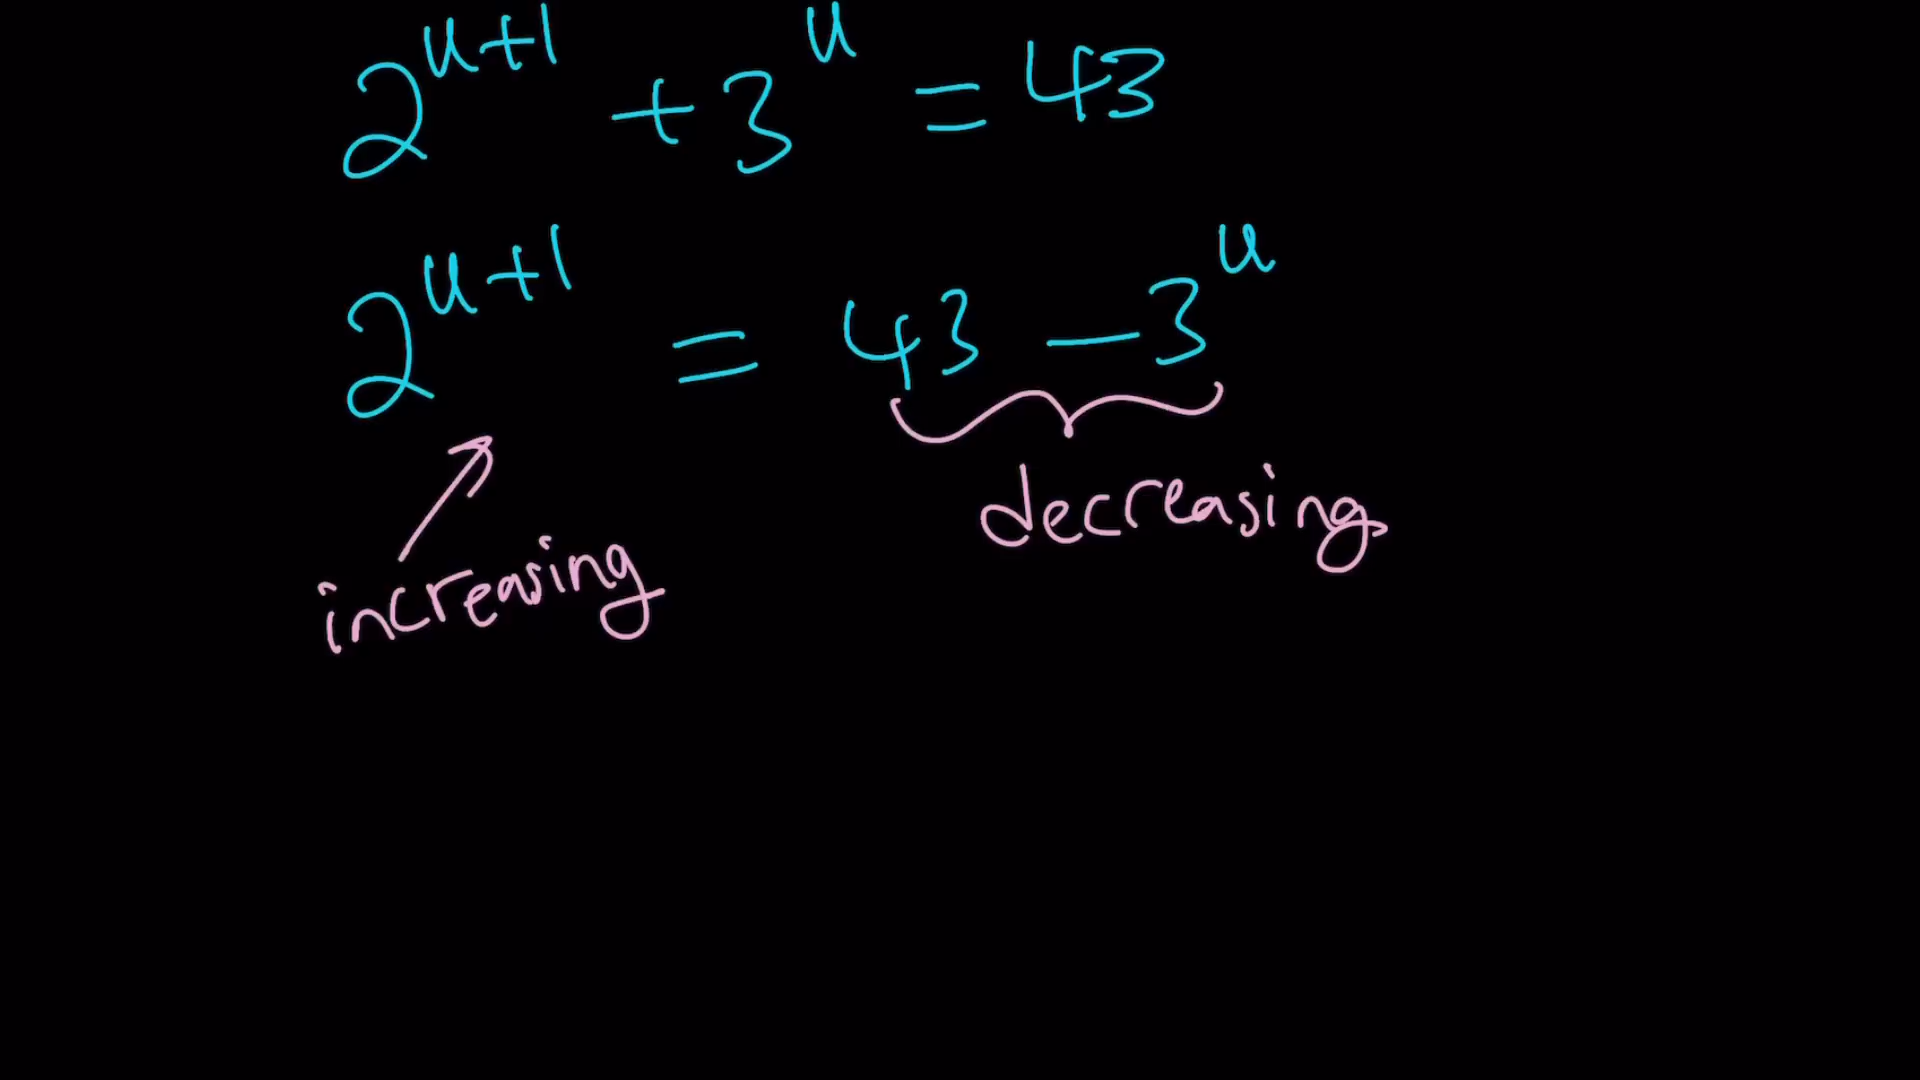 2^{u+1} + 3^u = 43
2^{u+1} = 43 - 3^u
decreasing
increasing